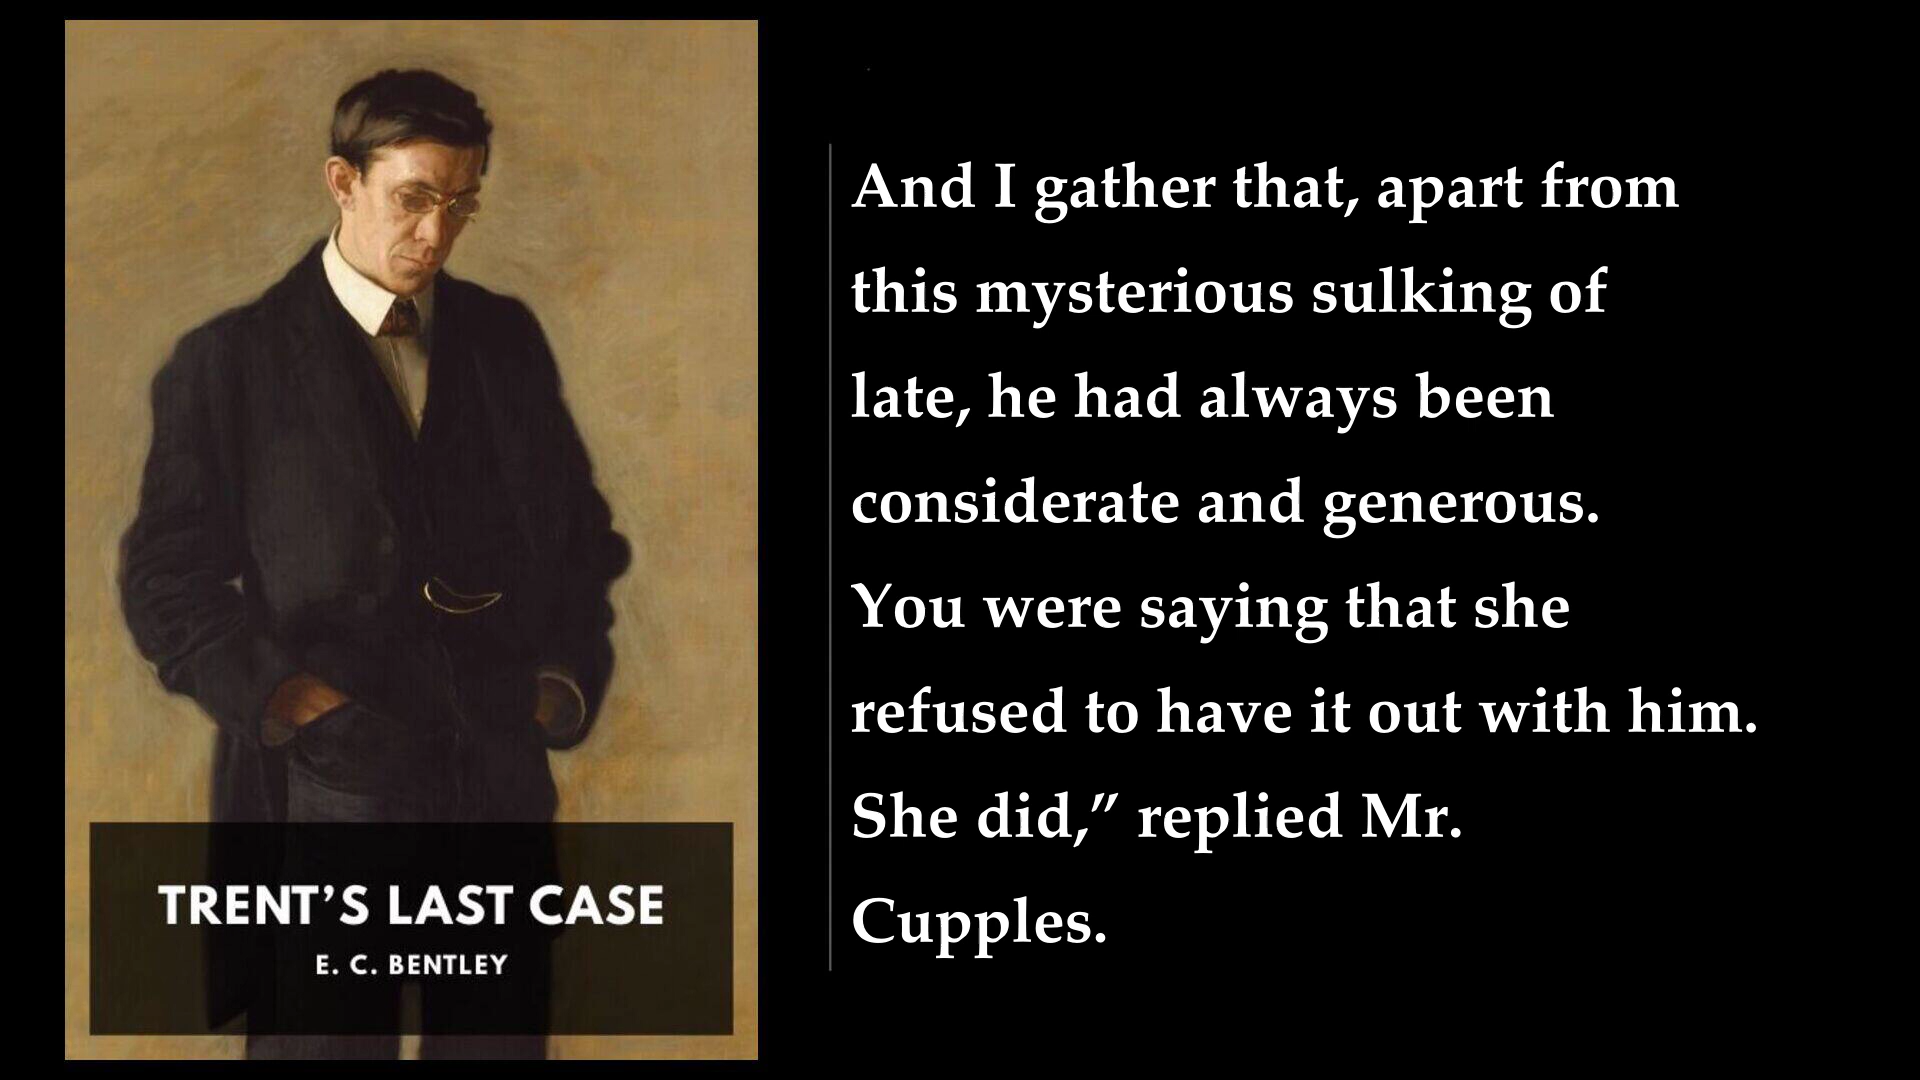 TRENT’S LAST CASE
E. C. BENTLEY
And I gather that, apart from
this mysterious sulking of
late, he had always been
considerate and generous.
You were saying that she
refused to have it out with him.
She did,” replied Mr.
Cupples.